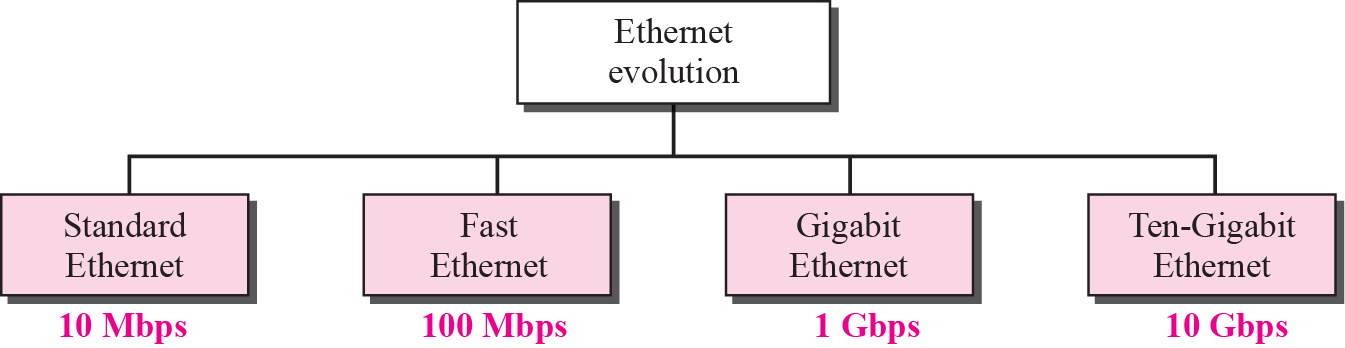 Ethernet
evolution
Standard
Ethernet
10 Mbps
Fast
Ethernet
100 Mbps
Gigabit
Ethernet
1 Gbps
Ten-Gigabit
Ethernet
10 Gbps